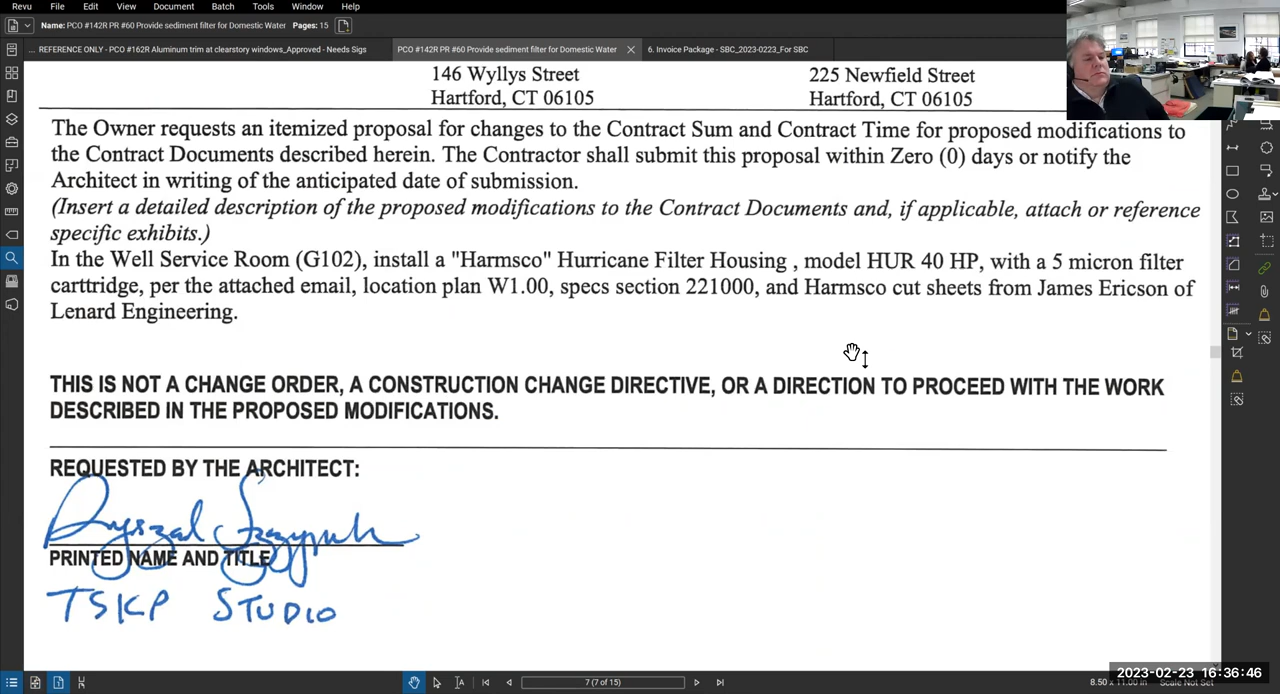 Revu File Edit View Document Batch Tools Window Help
Name: PCO #142R PR #60 Provide sediment filter for Domestic Water Pages: 15
... REFERENCE ONLY - PCO #162R Aluminum trim at clearstory windows_Approved - Needs Sigs PCO #142R PR #60 Provide sediment filter for Domestic Water 6. Invoice Package - SBC_2023-0223_For SBC
146 Wyllys Street 225 Newfield Street
Hartford, CT 06105 Hartford, CT 06105
The Owner requests an itemized proposal for changes to the Contract Sum and Contract Time for proposed modifications to
the Contract Documents described herein. The Contractor shall submit this proposal within Zero (0) days or notify the
Architect in writing of the anticipated date of submission.
(Insert a detailed description of the proposed modifications to the Contract Documents and, if applicable, attach or reference
specific exhibits.)
In the Well Service Room (G102), install a "Harmsco" Hurricane Filter Housing , model HUR 40 HP, with a 5 micron filter
carttridge, per the attached email, location plan W1.00, specs section 221000, and Harmsco cut sheets from James Ericson of
Lenard Engineering.
THIS IS NOT A CHANGE ORDER, A CONSTRUCTION CHANGE DIRECTIVE, OR A DIRECTION TO PROCEED WITH THE WORK
DESCRIBED IN THE PROPOSED MODIFICATIONS.
REQUESTED BY THE ARCHITECT:
PRINTED NAME AND TITLE
TSKP STUDIO
7 (7 of 15)
8.50 x 11.00 in Scale Not Set
2023-02-23 16:36:46